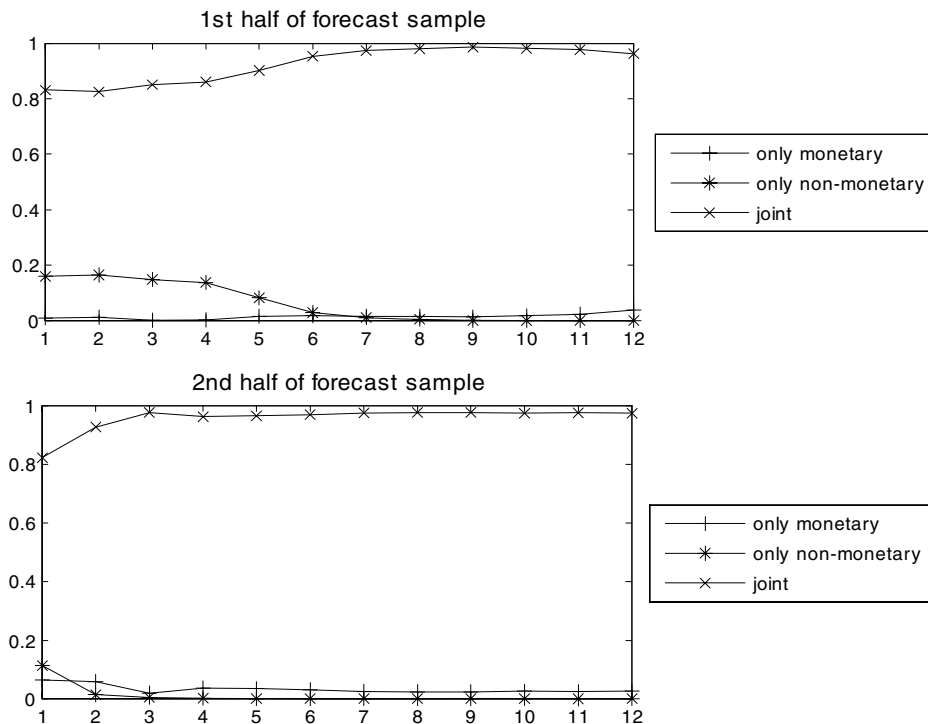 1st half of forecast sample
1
0.8
0.6
0.4
0.2
0
1 2 3 4 5 6 7 8 9 10 11 12
only monetary
only non-monetary
joint
2nd half of forecast sample
1
0.8
0.6
0.4
0.2
0
1 2 3 4 5 6 7 8 9 10 11 12
only monetary
only non-monetary
joint